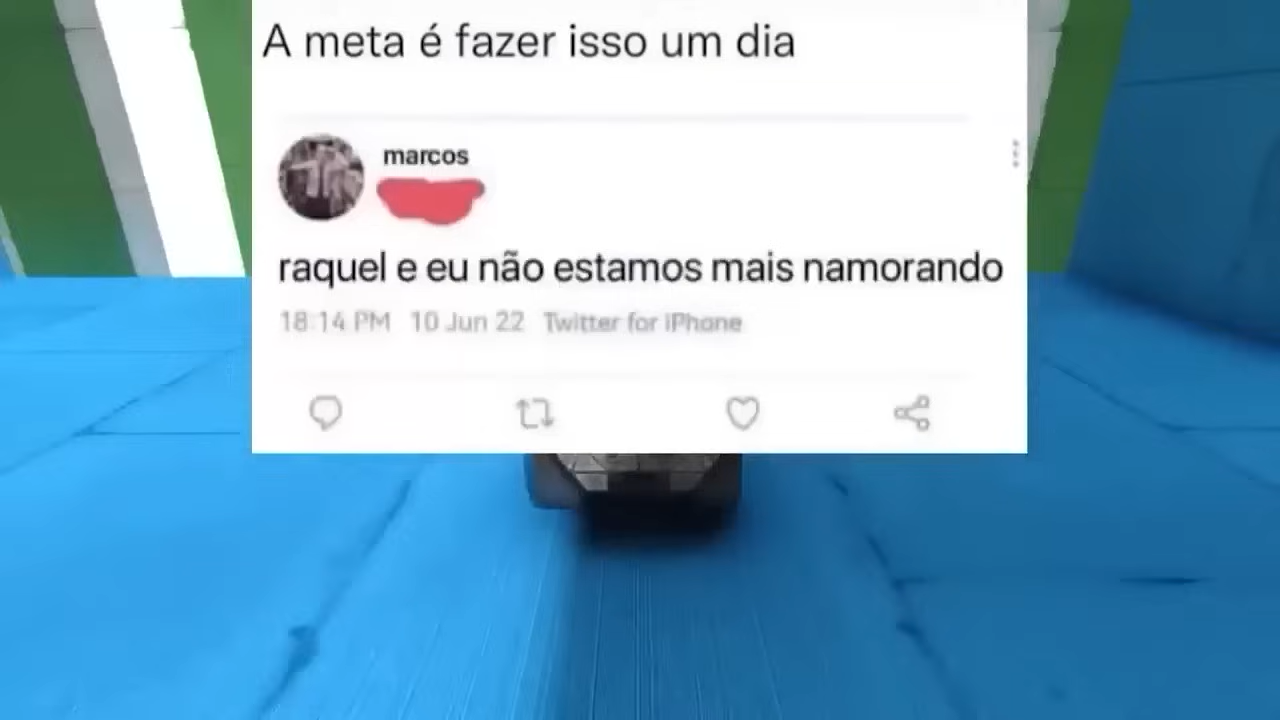 A meta é fazer isso um dia
marcos
raquel e eu não estamos mais namorando
18:14 PM 10 Jun 22 Twitter for iPhone